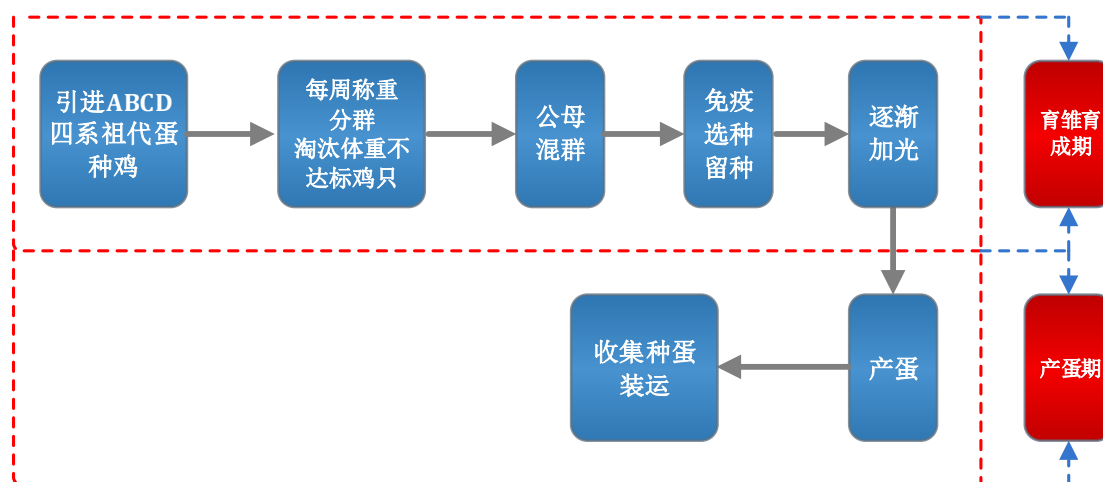 引进ABCD
四系祖代蛋
种鸡
每周称重
分群
淘汰体重不
达标鸡只
公母
混群
免疫
选种
留种
逐渐
加光
育雏育
成期
收集种蛋
装运
产蛋
产蛋期